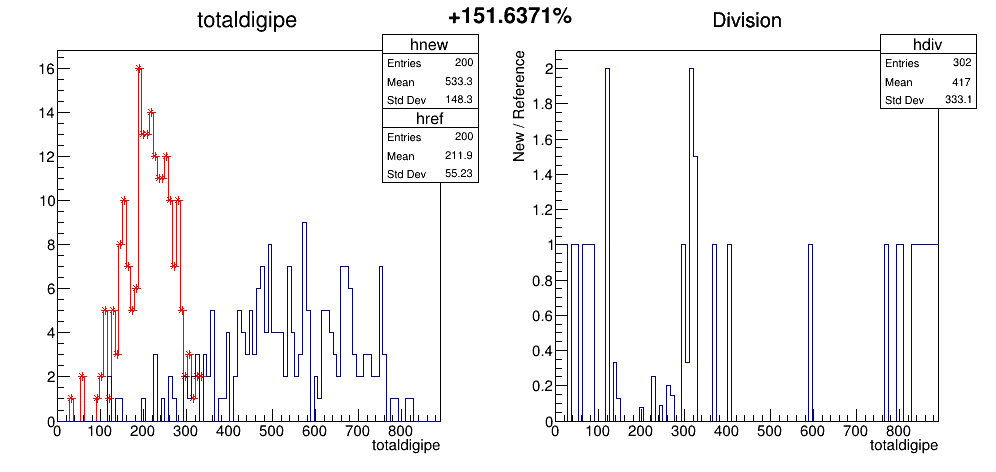 +151.6371%
totaldigipe
hnew
Entries 200
Mean 533.3
Std Dev 148.3
href
Entries 200
Mean 211.9
Std Dev 55.23
16
14
12
10
8
6
4
2
0
0 100 200 300 400 500 600 700 800
totaldigipe
Division
hdiv
Entries 302
Mean 417
Std Dev 333.1
New / Reference
2
1.8
1.6
1.4
1.2
1
0.8
0.6
0.4
0.2
0
0 100 200 300 400 500 600 700 800
totaldigipe